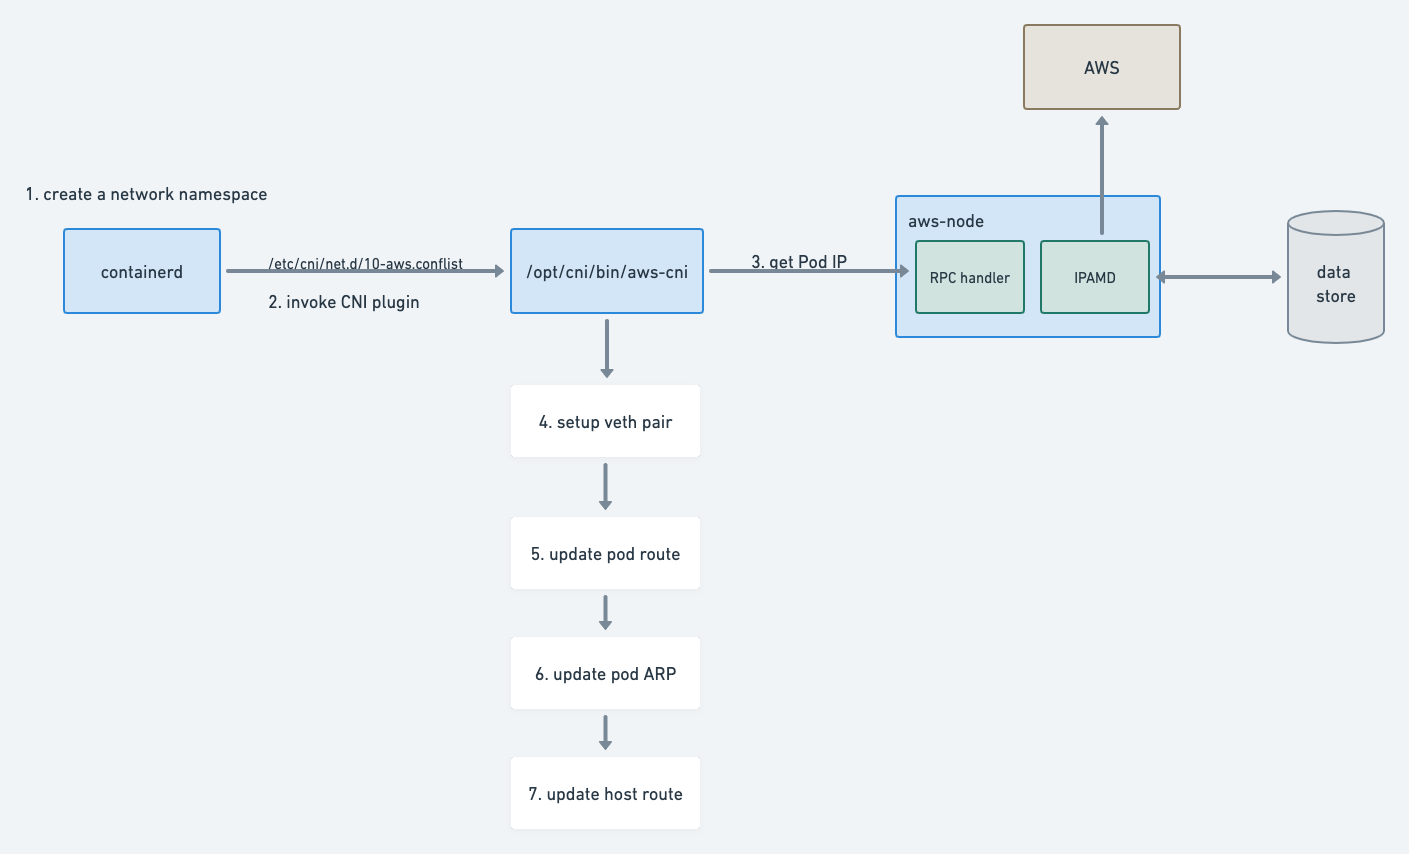 AWS
1. create a network namespace
containerd
/etc/cni/net.d/10-aws.conflist
2. invoke CNI plugin
/opt/cni/bin/aws-cni
3. get Pod IP
aws-node
RPC handler
IPAMD
data
store
4. setup veth pair
5. update pod route
6. update pod ARP
7. update host route